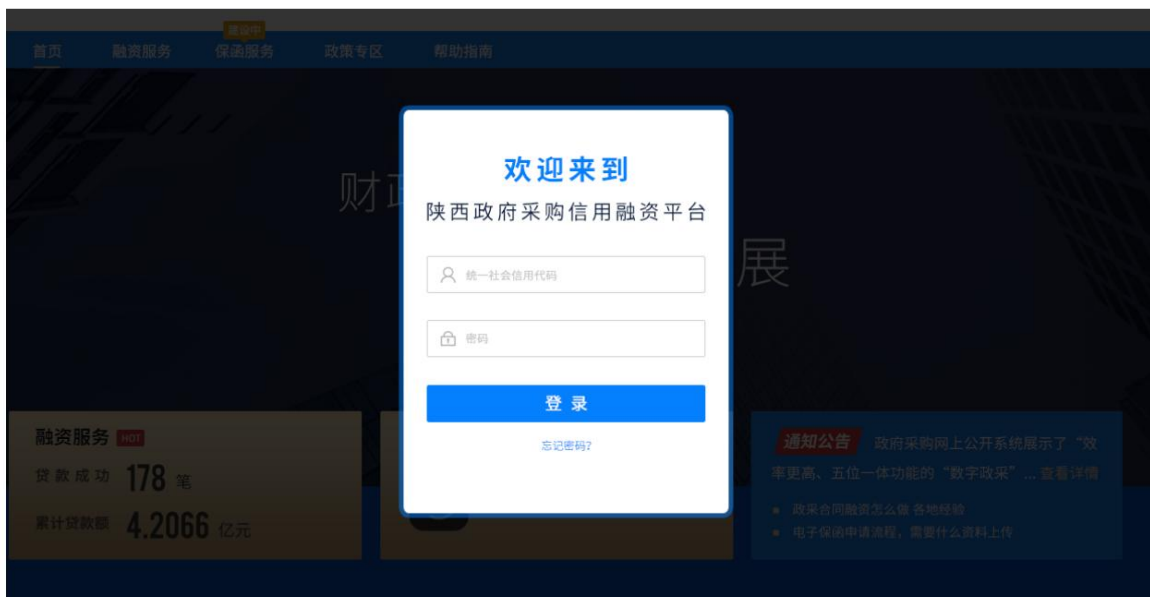 建设中
首页 融资服务 保函服务 政策专区 帮助指南
财政
展
欢迎来到
陕西政府采购信用融资平台
统一社会信用代码
密码
登录
忘记密码?
融资服务 HOT
贷款成功 178 笔
累计贷款额 4.2066 亿元
通知公告 政府采购网上公开系统展示了“效
率更高、五位一体功能的“数字政采”...查看详情
政采合同融资怎么做 各地经验
电子保函申请流程，需要什么资料上传